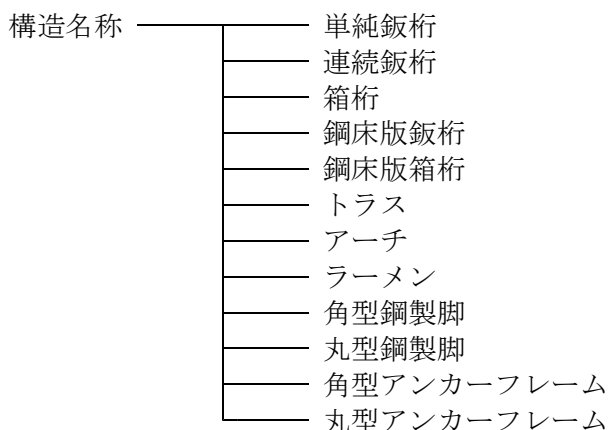 構造名称
単純鈑桁
連続鈑桁
箱桁
鋼床版鈑桁
鋼床版箱桁
トラス
アーチ
ラーメン
角型鋼製脚
丸型鋼製脚
角型アンカーフレーム
丸型アンカーフレーム